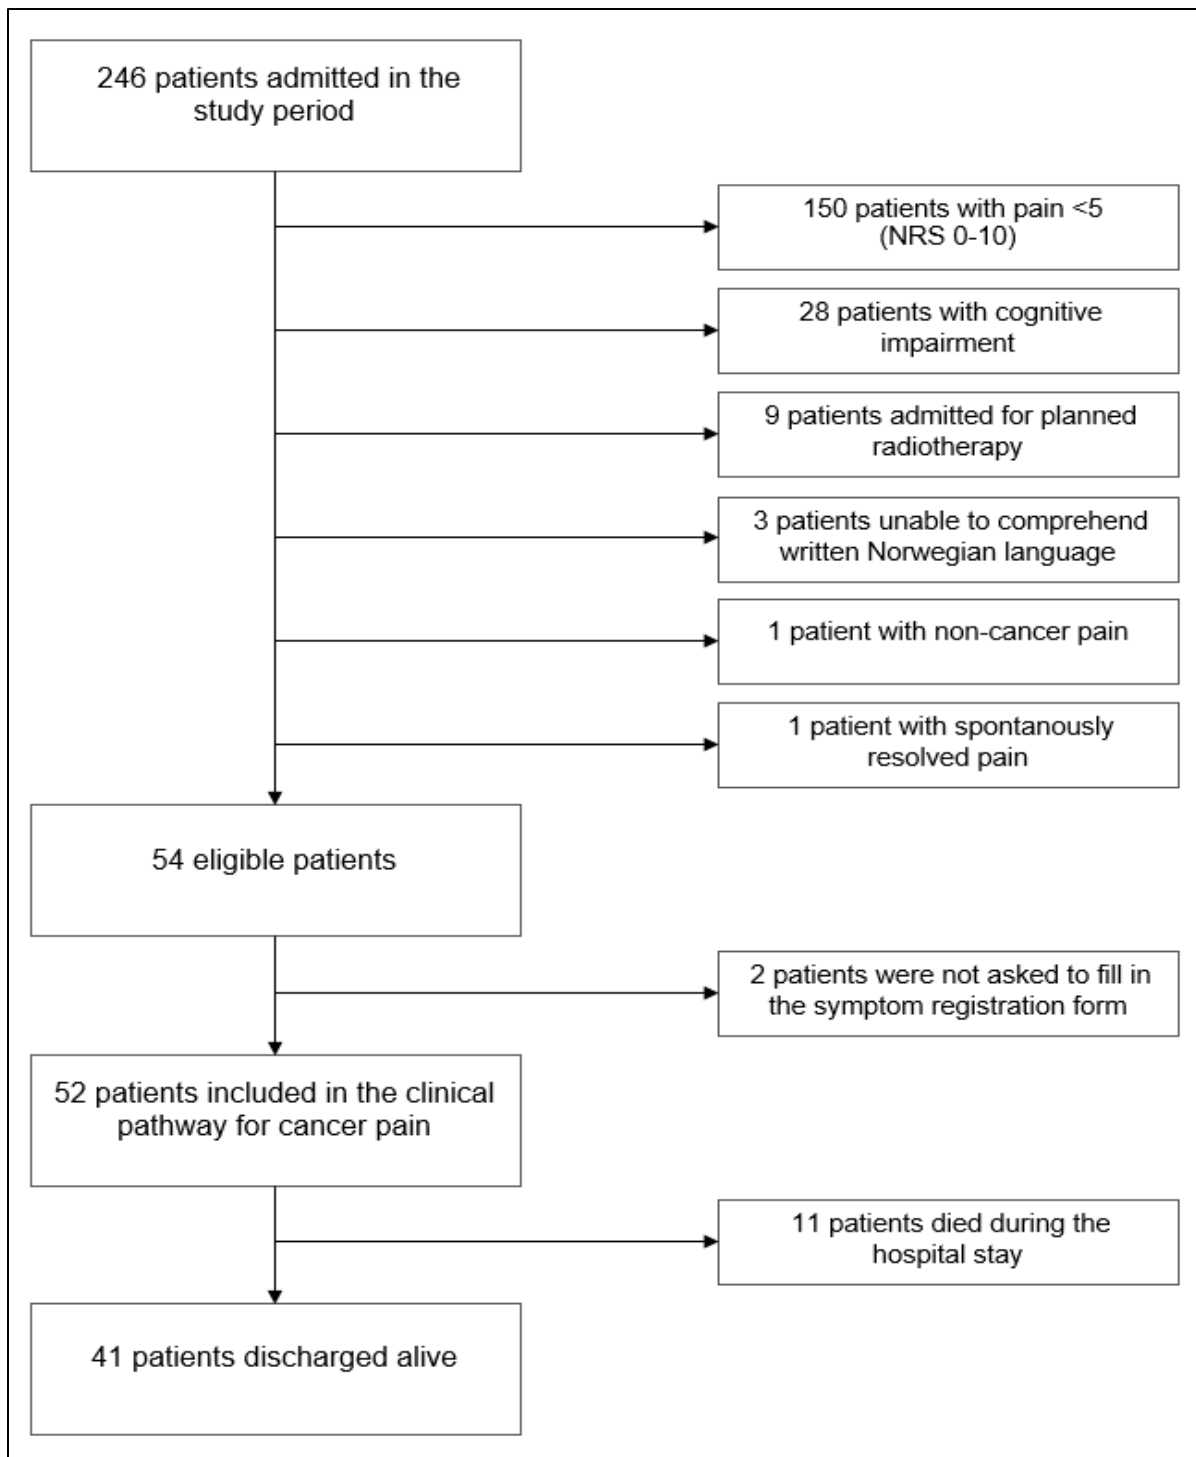 246 patients admitted in the
study period
150 patients with pain <5
(NRS 0-10)
28 patients with cognitive
impairment
9 patients admitted for planned
radiotherapy
3 patients unable to comprehend
written Norwegian language
1 patient with non-cancer pain
1 patient with spontanously
resolved pain
54 eligible patients
2 patients were not asked to fill in
the symptom registration form
52 patients included in the clinical
pathway for cancer pain
11 patients died during the
hospital stay
41 patients discharged alive